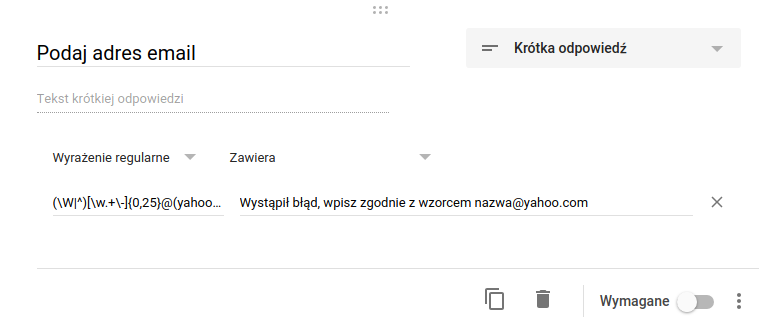 Podaj adres email
Krótka odpowiedź
Tekst krótkiej odpowiedzi
Wyrażenie regularne
Zawiera
(\W|^)[\w.+\-]{0,25}@(yahoo...
Wystąpił błąd, wpisz zgodnie z wzorcem nazwa@yahoo.com
Wymagane